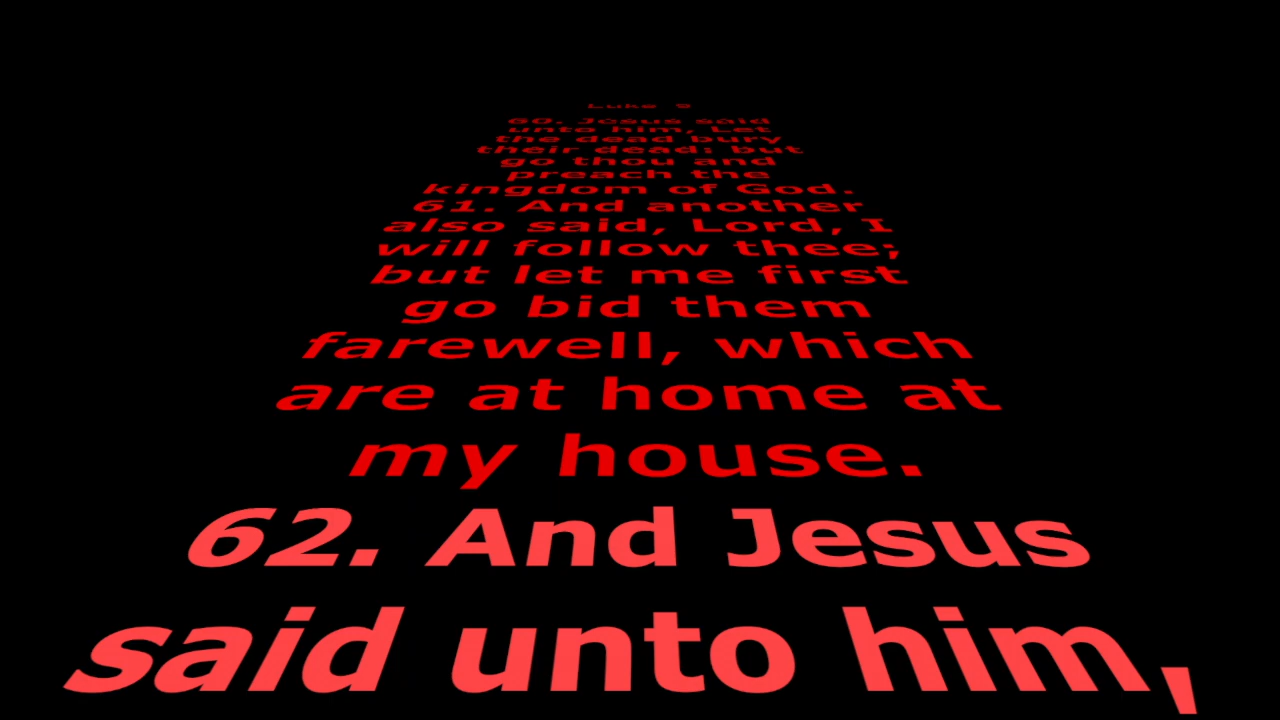 Luke 9
60. Jesus said
unto him, Let
the dead bury
their dead: but
go thou and
preach the
kingdom of God.
61. And another
also said, Lord, I
will follow thee;
but let me first
go bid them
farewell, which
are at home at
my house.
62. And Jesus
said unto him,